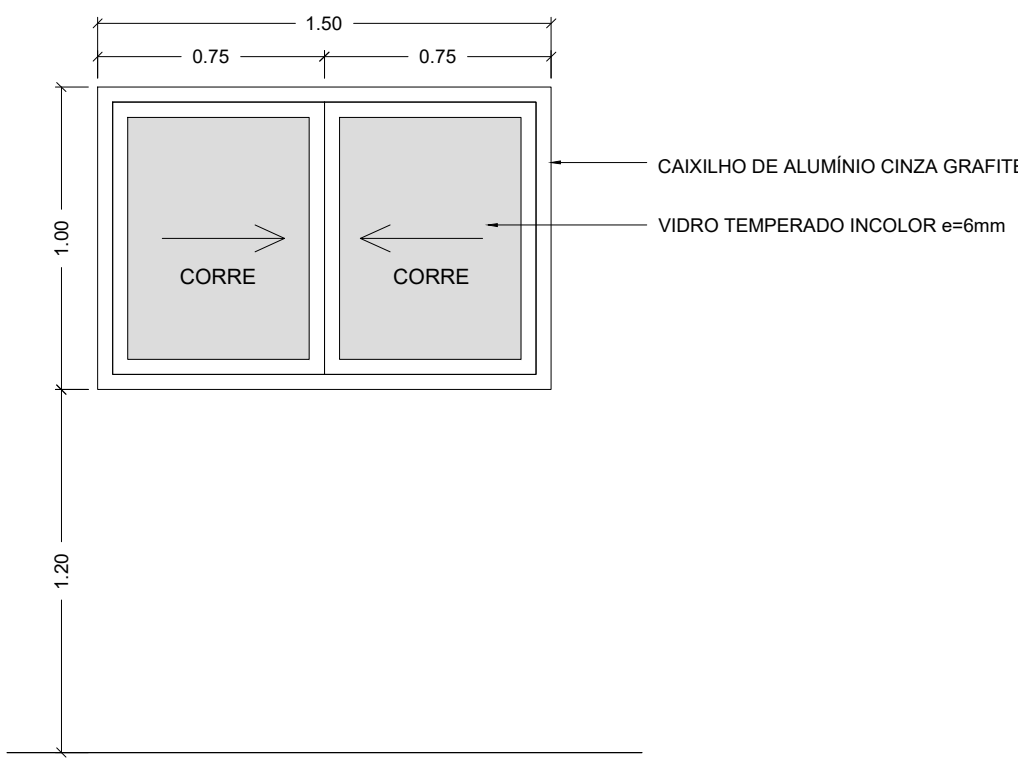 1.50
0.75
0.75
CAIXILHO DE ALUMÍNIO CINZA GRAFITE
1.00
VIDRO TEMPERADO INCOLOR e=6mm
CORRE
CORRE
1.20